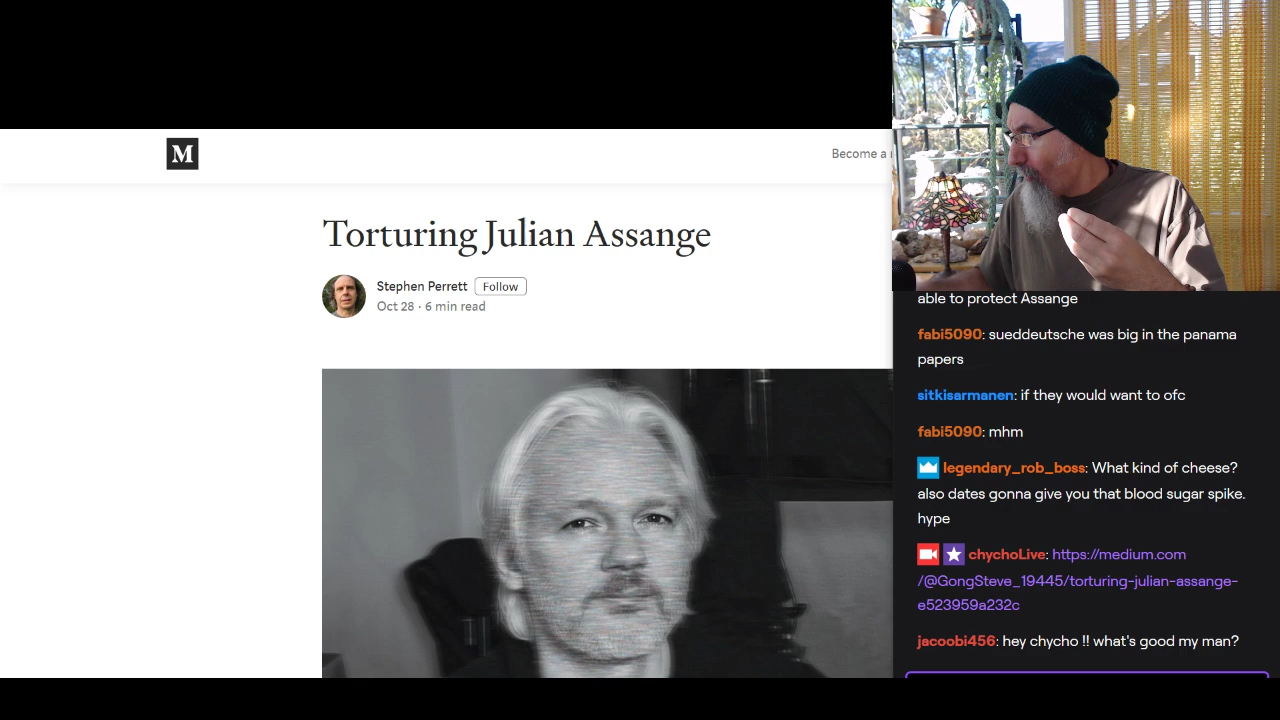 M
Become a
Torturing Julian Assange
Stephen Perrett Follow
Oct 28 · 6 min read
able to protect Assange
fabi5090: sueddeutsche was big in the panama
papers
sitkisarmanen: if they would want to ofc
fabi5090: mhm
legendary_rob_boss: What kind of cheese?
also dates gonna give you that blood sugar spike.
hype
chychoLive: https://medium.com
/@GongSteve_19445/torturing-julian-assange-
e523959a232c
jacoobi456: hey chycho !! what's good my man?